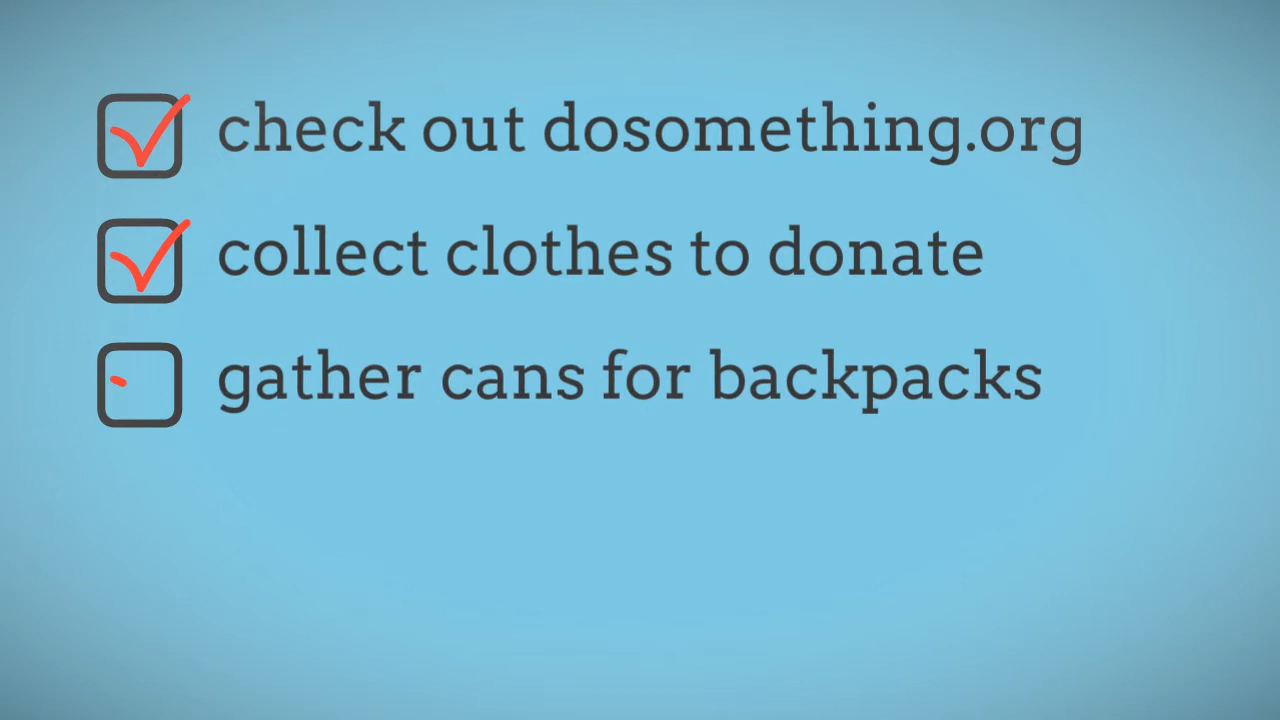 check out dosomething.org
collect clothes to donate
gather cans for backpacks